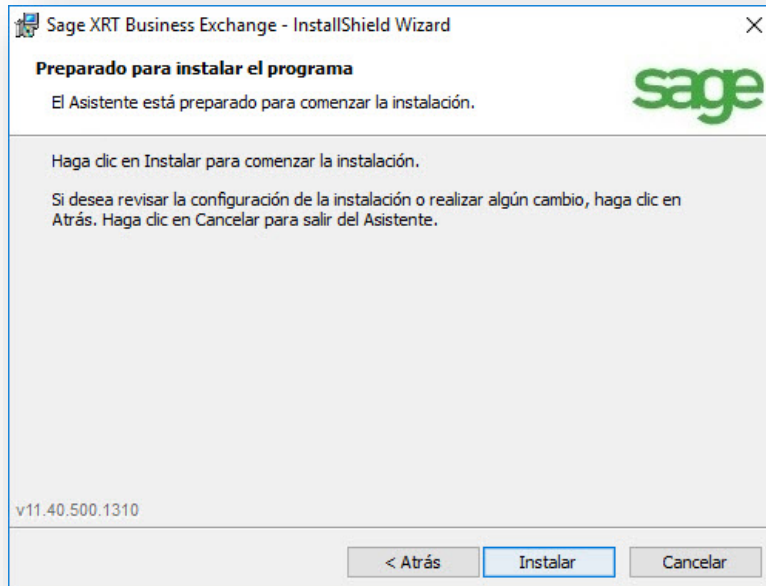 Sage XRT Business Exchange - InstallShield Wizard
Preparado para instalar el programa
El Asistente está preparado para comenzar la instalación.
sage
Haga clic en Instalar para comenzar la instalación.
Si desea revisar la configuración de la instalación o realizar algún cambio, haga clic en
Atrás. Haga clic en Cancelar para salir del Asistente.
v11.40.500.1310
< Atrás
Instalar
Cancelar